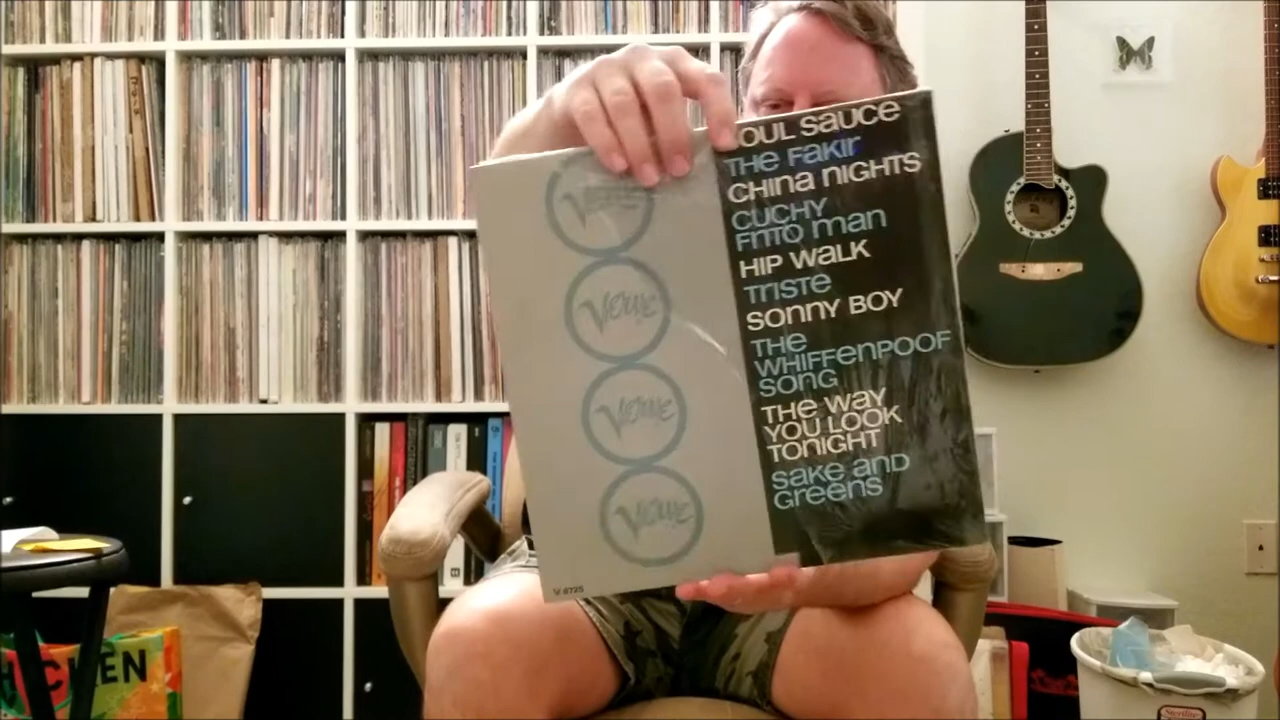 OUL SAUCE
THE FAKIR
CHINA NIGHTS
CUCHY
FRITO MAN
HIP WALK
TRISTE
SONNY BOY
THE
WHIFFENPOOF
SONG
THE WAY
YOU LOOK
TONIGHT
SAKE AND
GREENS
Verve
Verve
Verve
Verve
V-8725
Sterilite